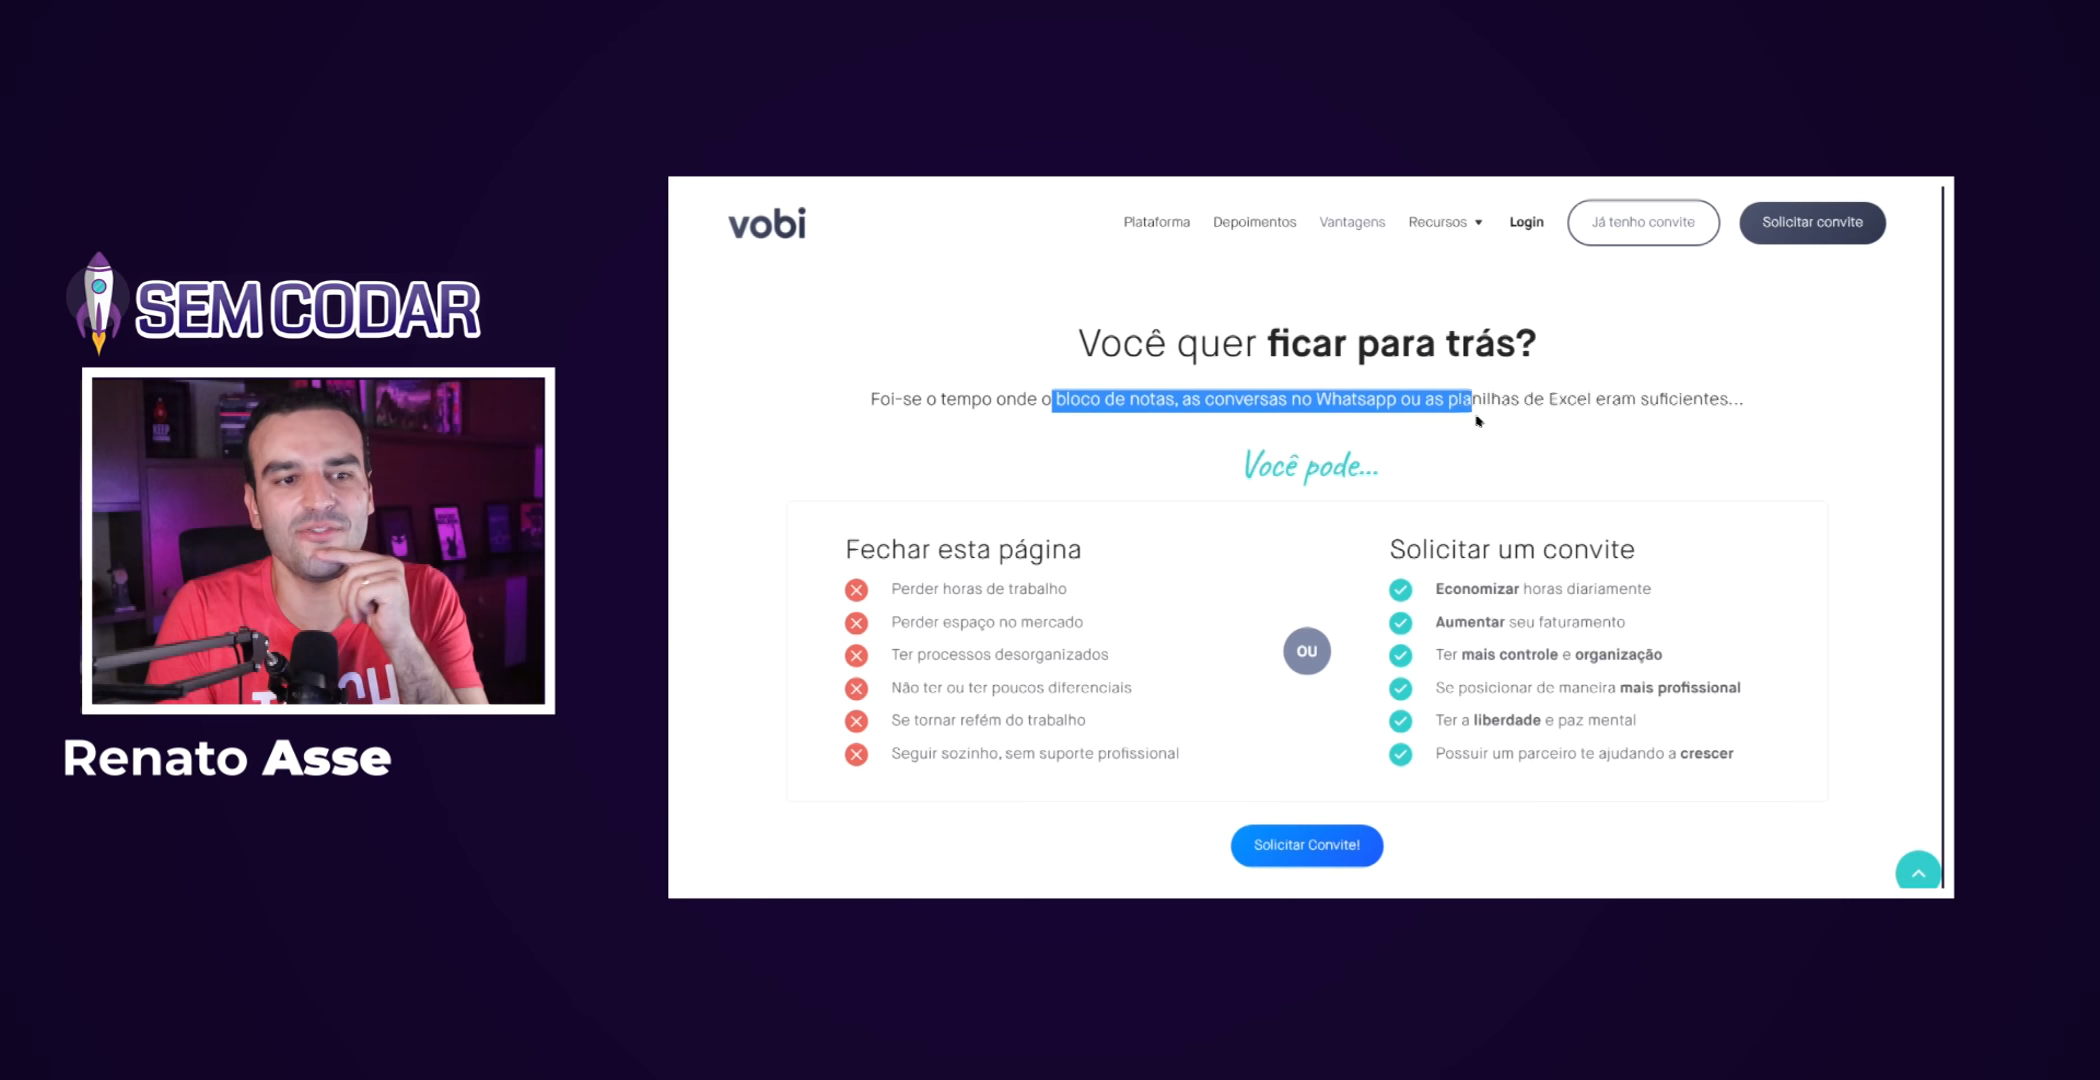 SEM CODAR
Renato Asse
vobi
Plataforma Depoimentos Vantagens Recursos Login Já tenho convite Solicitar convite
Você quer ficar para trás?
Foi-se o tempo onde o bloco de notas, as conversas no Whatsapp ou as planilhas de Excel eram suficientes...
Você pode...
Fechar esta página
Perder horas de trabalho
Perder espaço no mercado
Ter processos desorganizados
Não ter ou ter poucos diferenciais
Se tornar refém do trabalho
Seguir sozinho, sem suporte profissional
OU
Solicitar um convite
Economizar horas diariamente
Aumentar seu faturamento
Ter mais controle e organização
Se posicionar de maneira mais profissional
Ter a liberdade e paz mental
Possuir um parceiro te ajudando a crescer
Solicitar Convite!